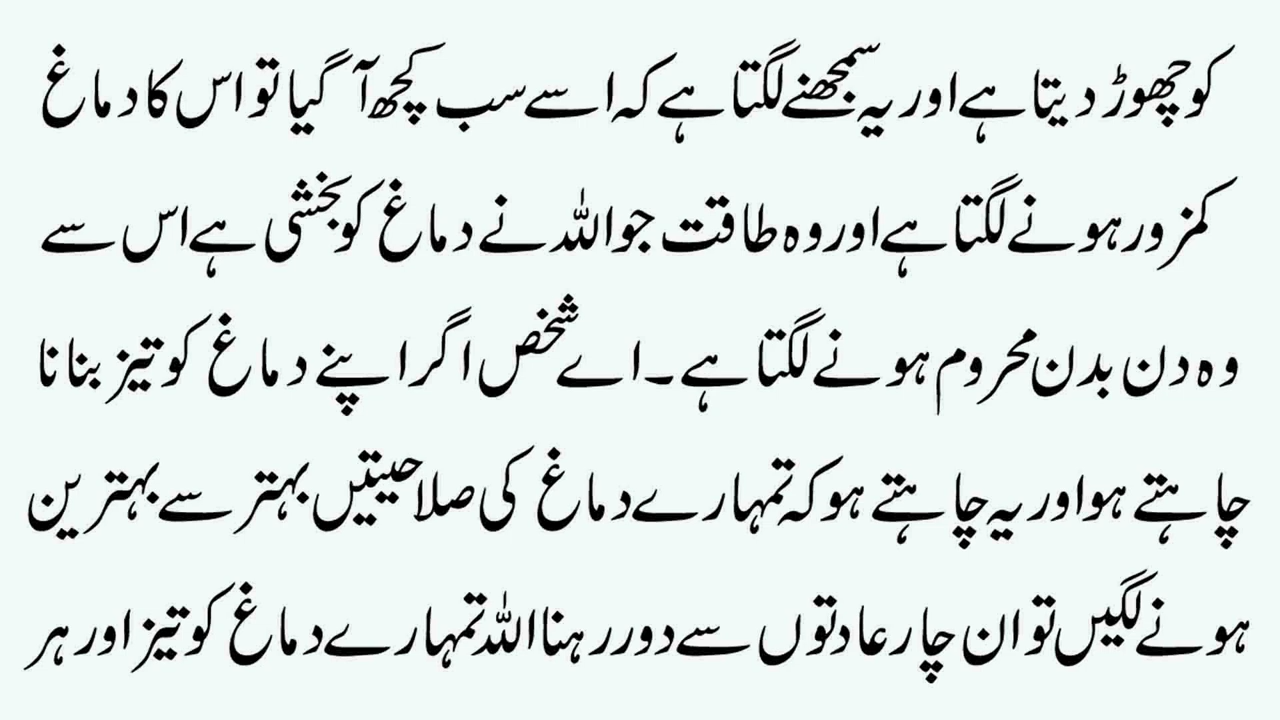 کو چھوڑ دیتا ہے اور یہ سمجھنے لگتا ہے کہ اسے سب کچھ آ گیا تو اس کا دماغ
کمزور ہونے لگتا ہے اور وہ طاقت جو اللہ نے دماغ کو بخشی ہے اس سے
وہ دن بدن محروم ہونے لگتا ہے۔ اے شخص اگر اپنے دماغ کو تیز بنانا
چاہتے ہو اور یہ چاہتے ہو کہ تمہارے دماغ کی صلاحیتیں بہتر سے بہترین
ہونے لگیں تو ان چار عادتوں سے دور رہنا اللہ تمہارے دماغ کو تیز اور ہر